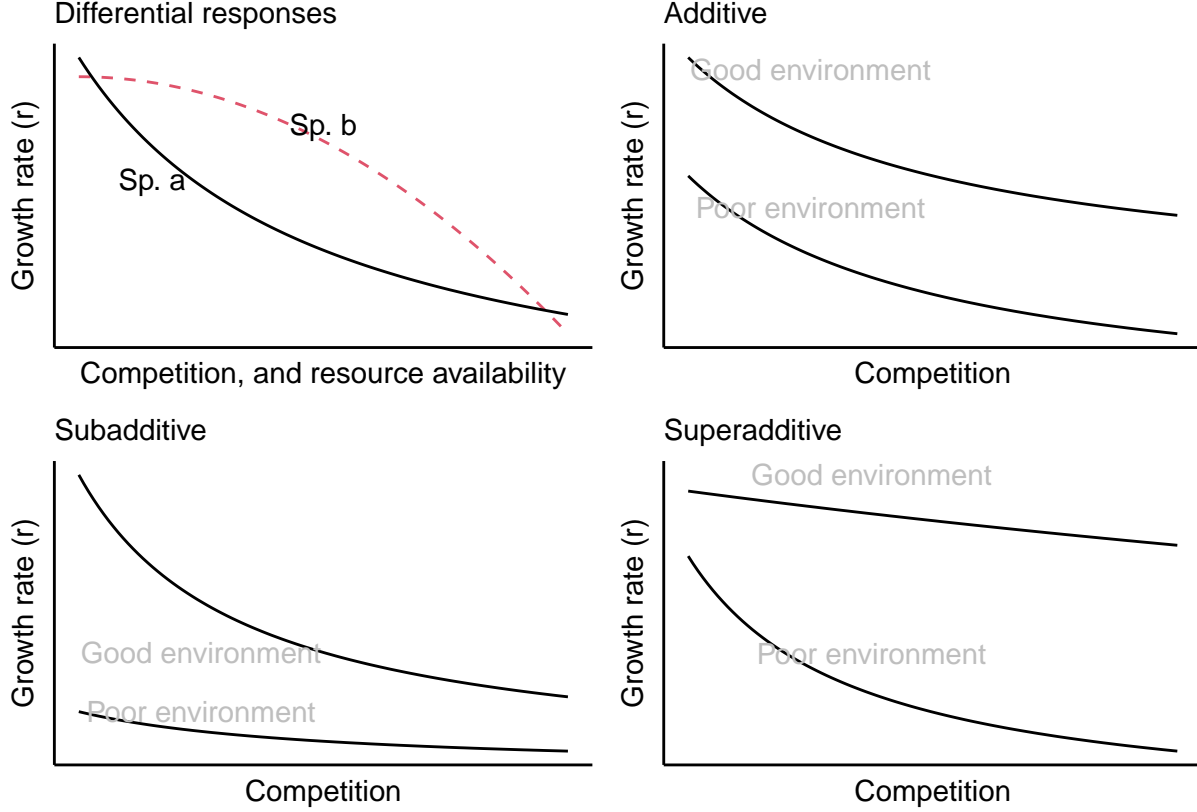 Differential responses
Growth rate (r)
Sp. a
Sp. b
Competition, and resource availability
Additive
Growth rate (r)
Good environment
Poor environment
Competition
Subadditive
Growth rate (r)
Good environment
Poor environment
Competition
Superadditive
Growth rate (r)
Good environment
Poor environment
Competition